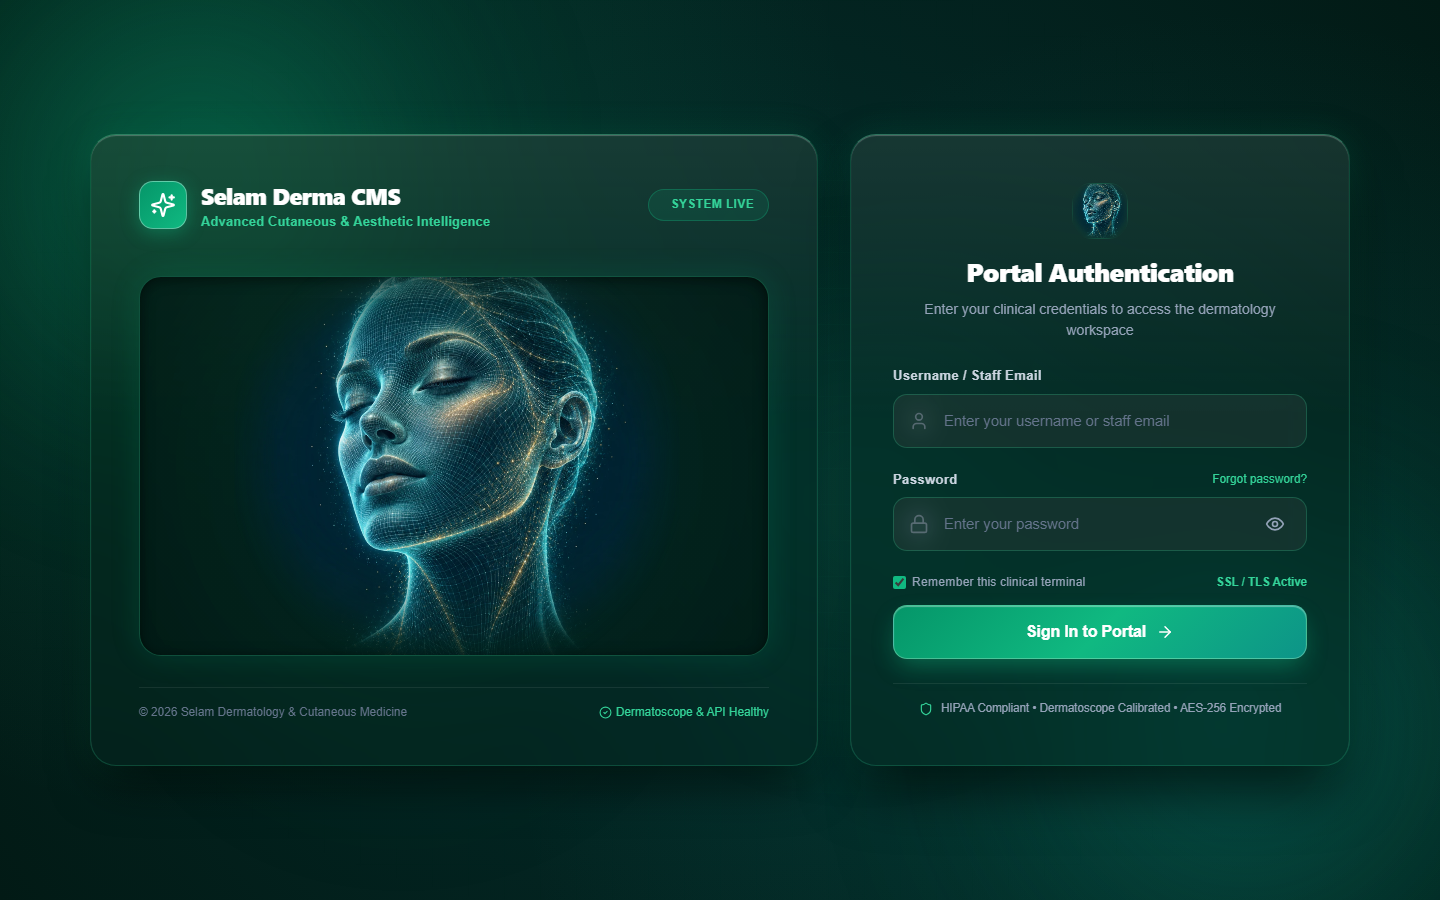 Selam Derma CMS
Advanced Cutaneous & Aesthetic Intelligence
SYSTEM LIVE
© 2026 Selam Dermatology & Cutaneous Medicine
Dermatoscope & API Healthy
Portal Authentication
Enter your clinical credentials to access the dermatology
workspace
Username / Staff Email
Enter your username or staff email
Password
Forgot password?
Enter your password
Remember this clinical terminal
SSL / TLS Active
Sign In to Portal
HIPAA Compliant • Dermatoscope Calibrated • AES-256 Encrypted